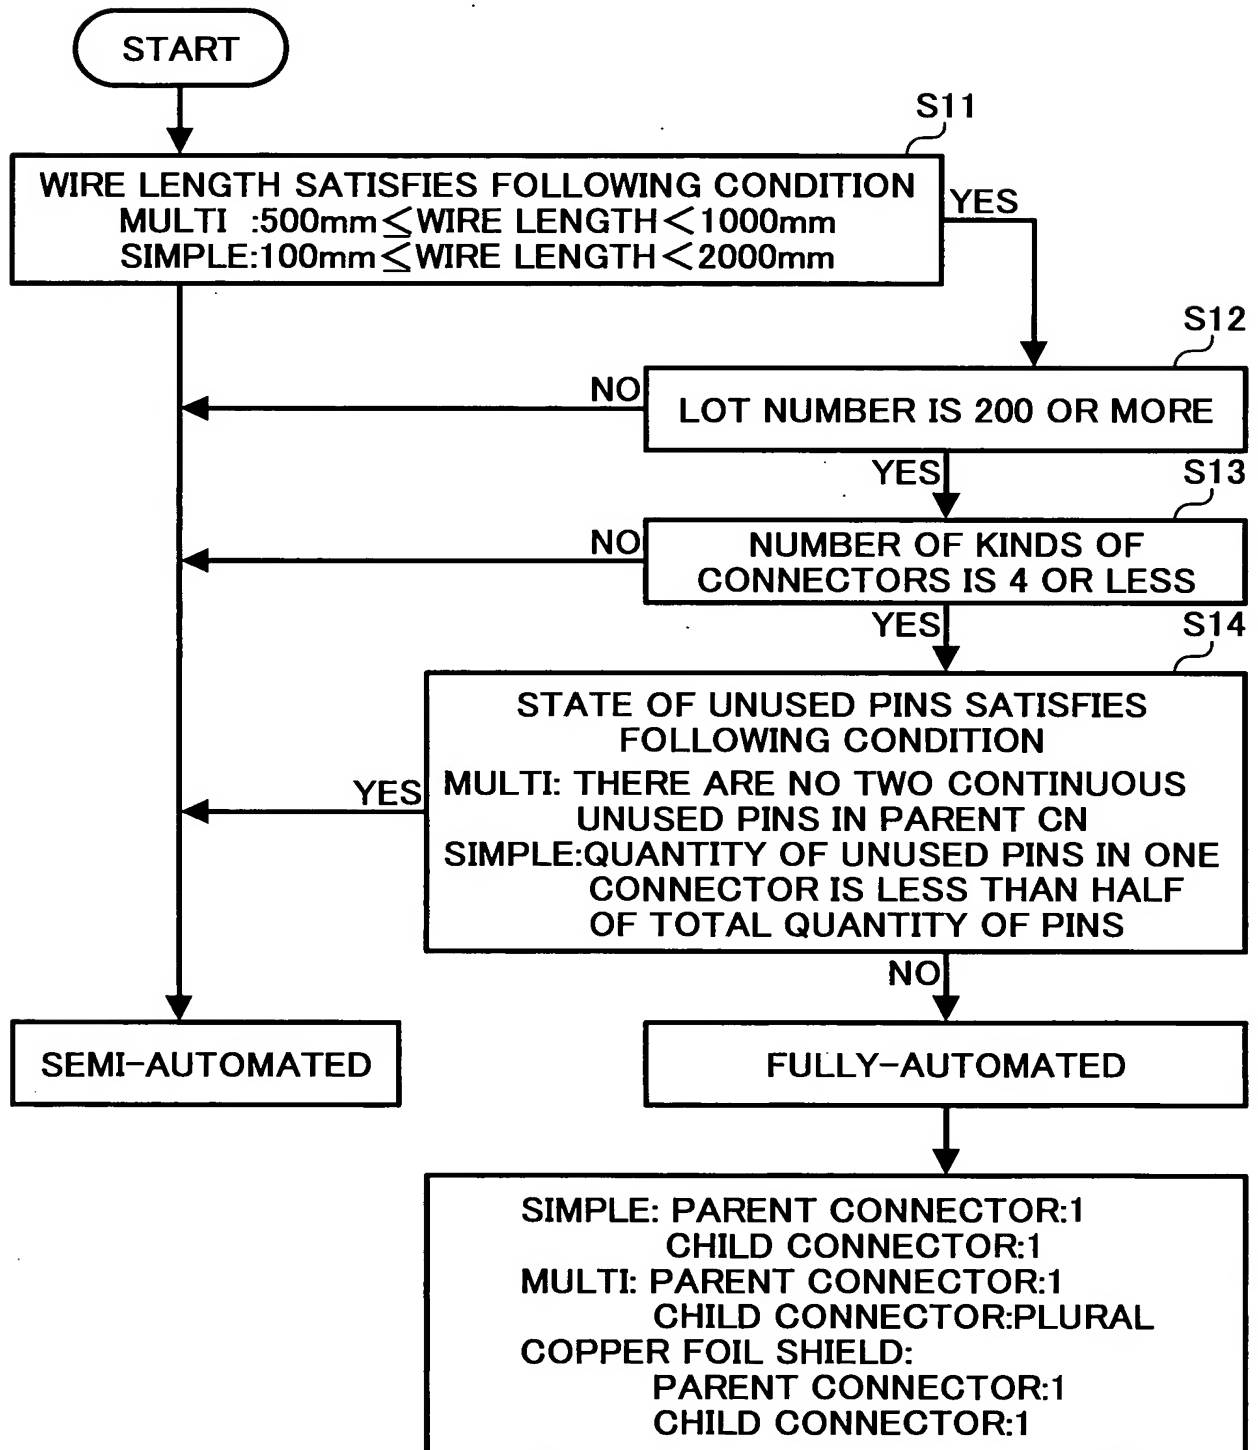 START
S11
WIRE LENGTH SATISFIES FOLLOWING CONDITION
MULTI :500mm≦WIRE LENGTH<1000mm
SIMPLE:100mm≦WIRE LENGTH<2000mm
YES
S12
NO
LOT NUMBER IS 200 OR MORE
YES
S13
NO
NUMBER OF KINDS OF
CONNECTORS IS 4 OR LESS
YES
S14
STATE OF UNUSED PINS SATISFIES
FOLLOWING CONDITION
YES
MULTI: THERE ARE NO TWO CONTINUOUS
UNUSED PINS IN PARENT CN
SIMPLE:QUANTITY OF UNUSED PINS IN ONE
CONNECTOR IS LESS THAN HALF
OF TOTAL QUANTITY OF PINS
NO
SEMI-AUTOMATED
FULLY-AUTOMATED
SIMPLE: PARENT CONNECTOR:1
CHILD CONNECTOR:1
MULTI: PARENT CONNECTOR:1
CHILD CONNECTOR:PLURAL
COPPER FOIL SHIELD:
PARENT CONNECTOR:1
CHILD CONNECTOR:1